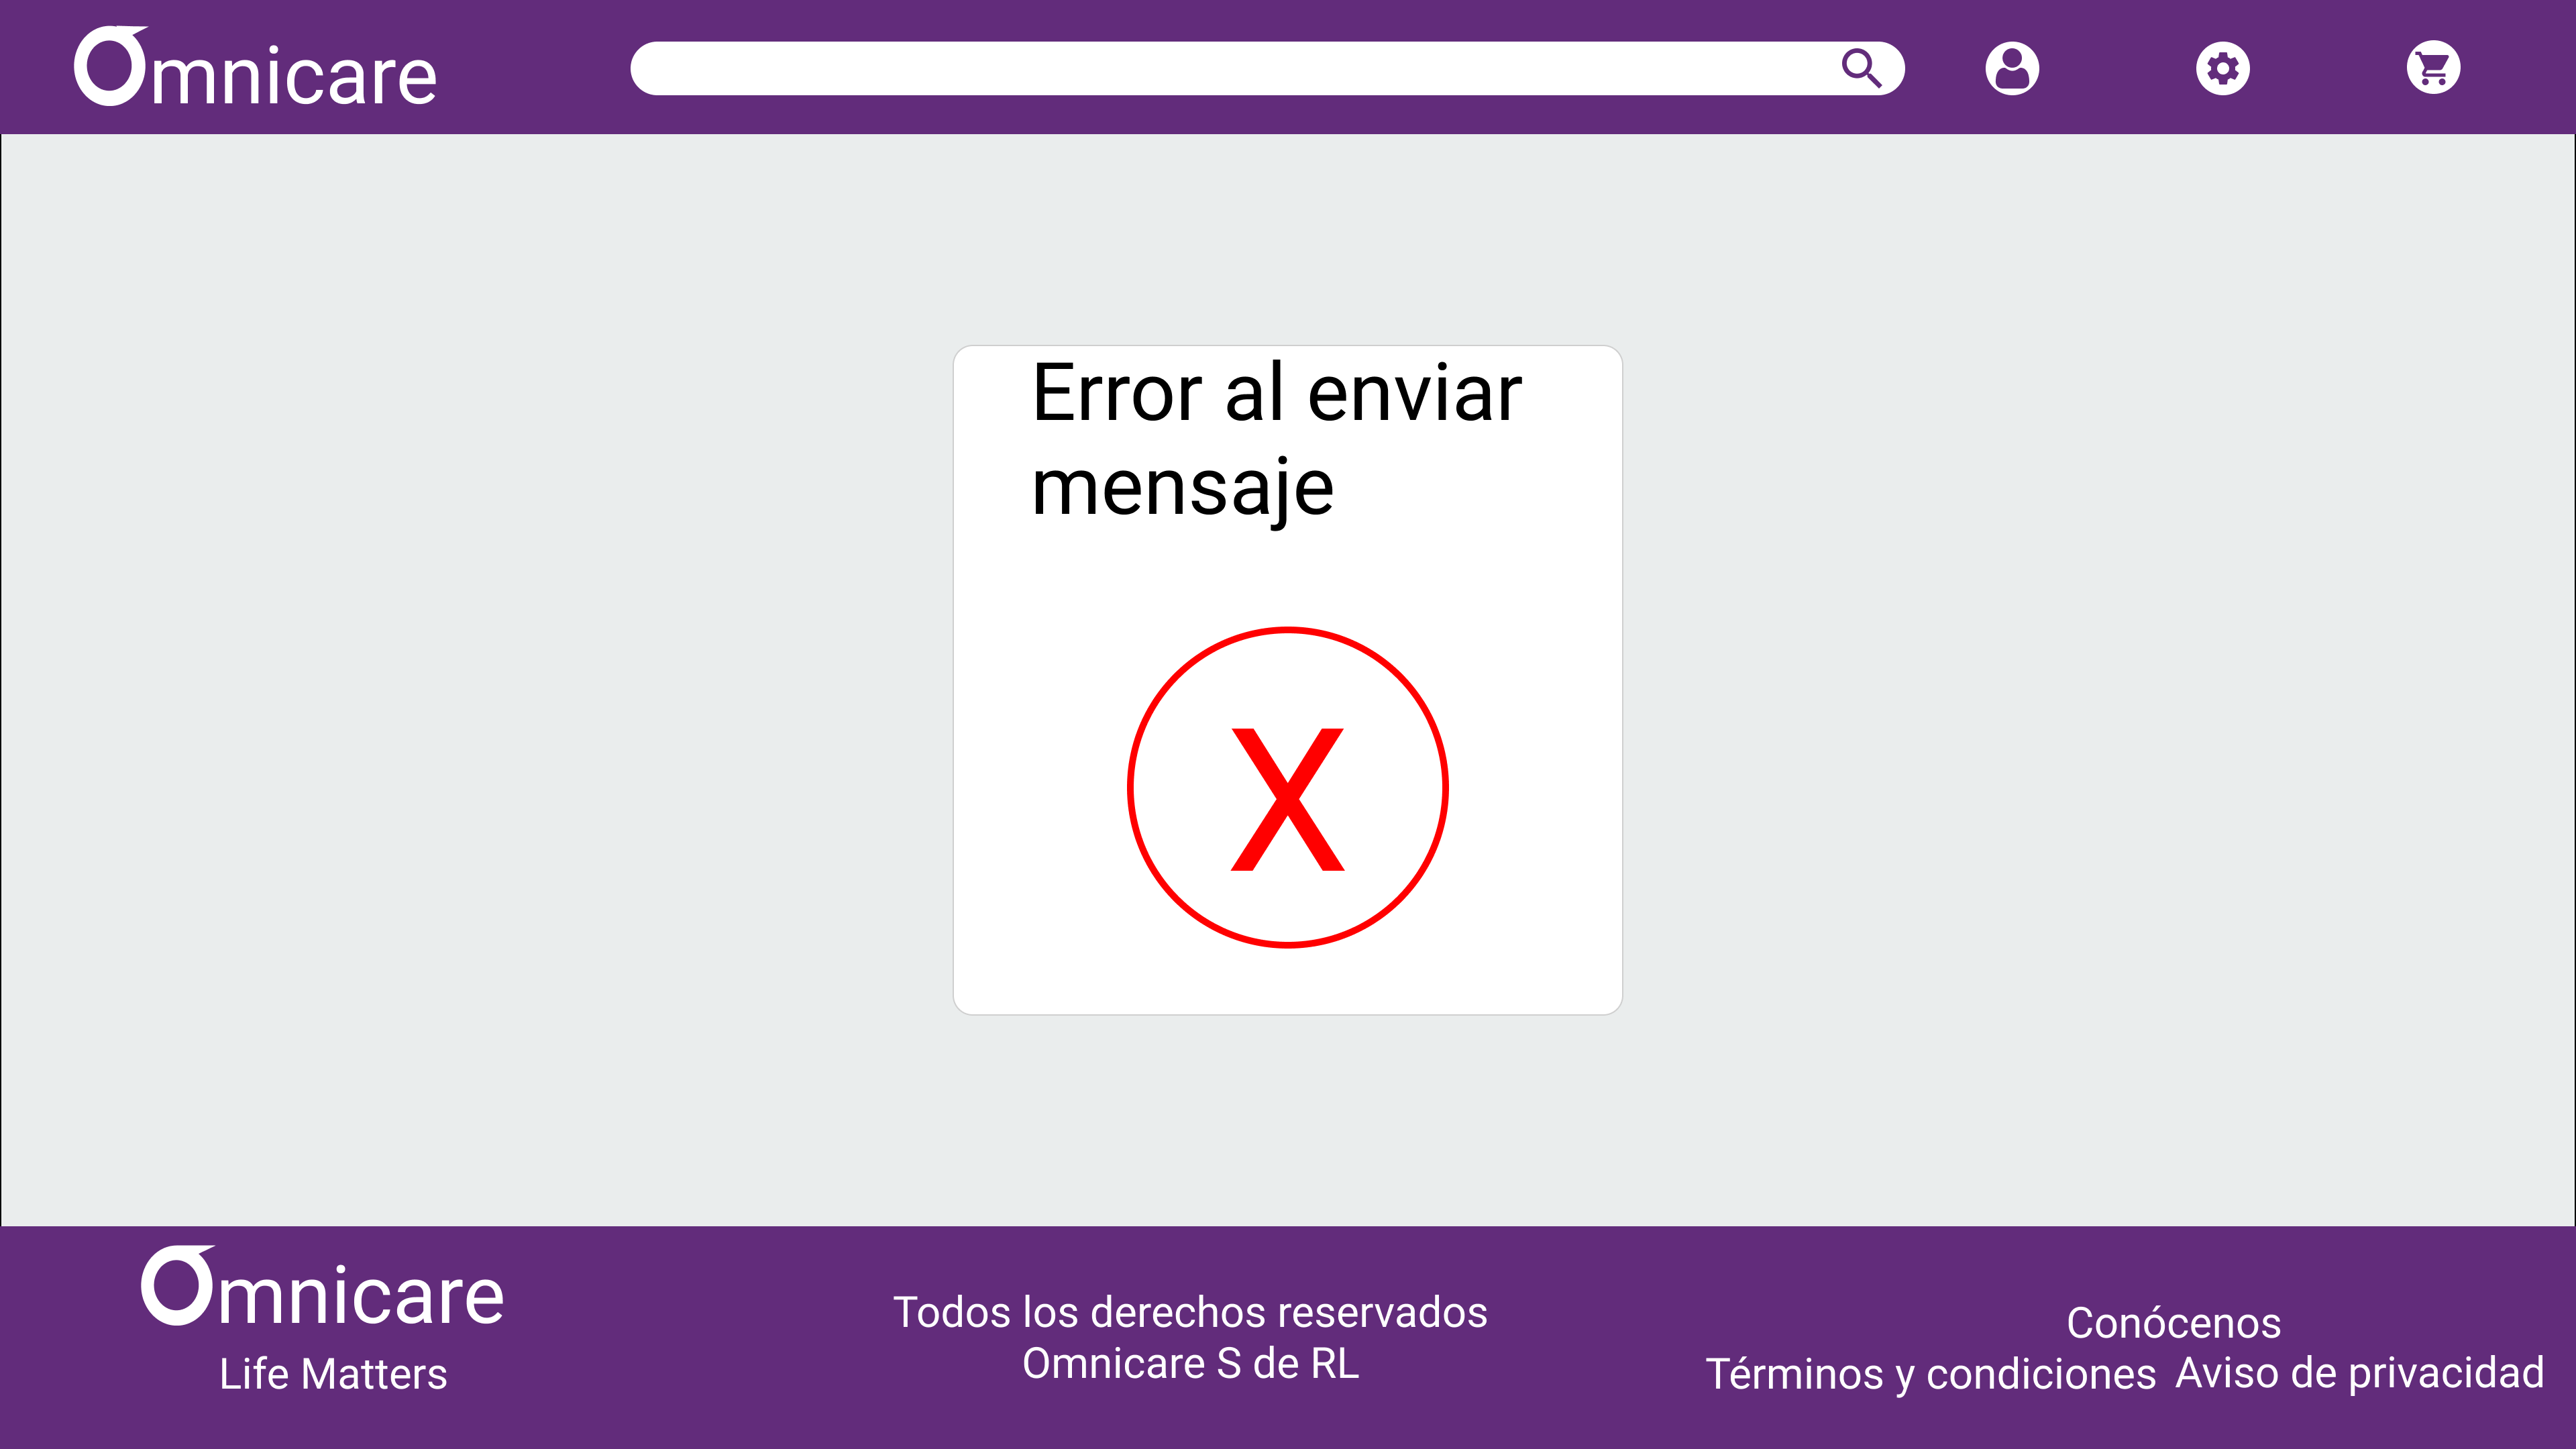 Omnicare
Error al enviar
mensaje
X
Omnicare
Life Matters
Todos los derechos reservados
Omnicare S de RL
Conócenos
Términos y condiciones Aviso de privacidad